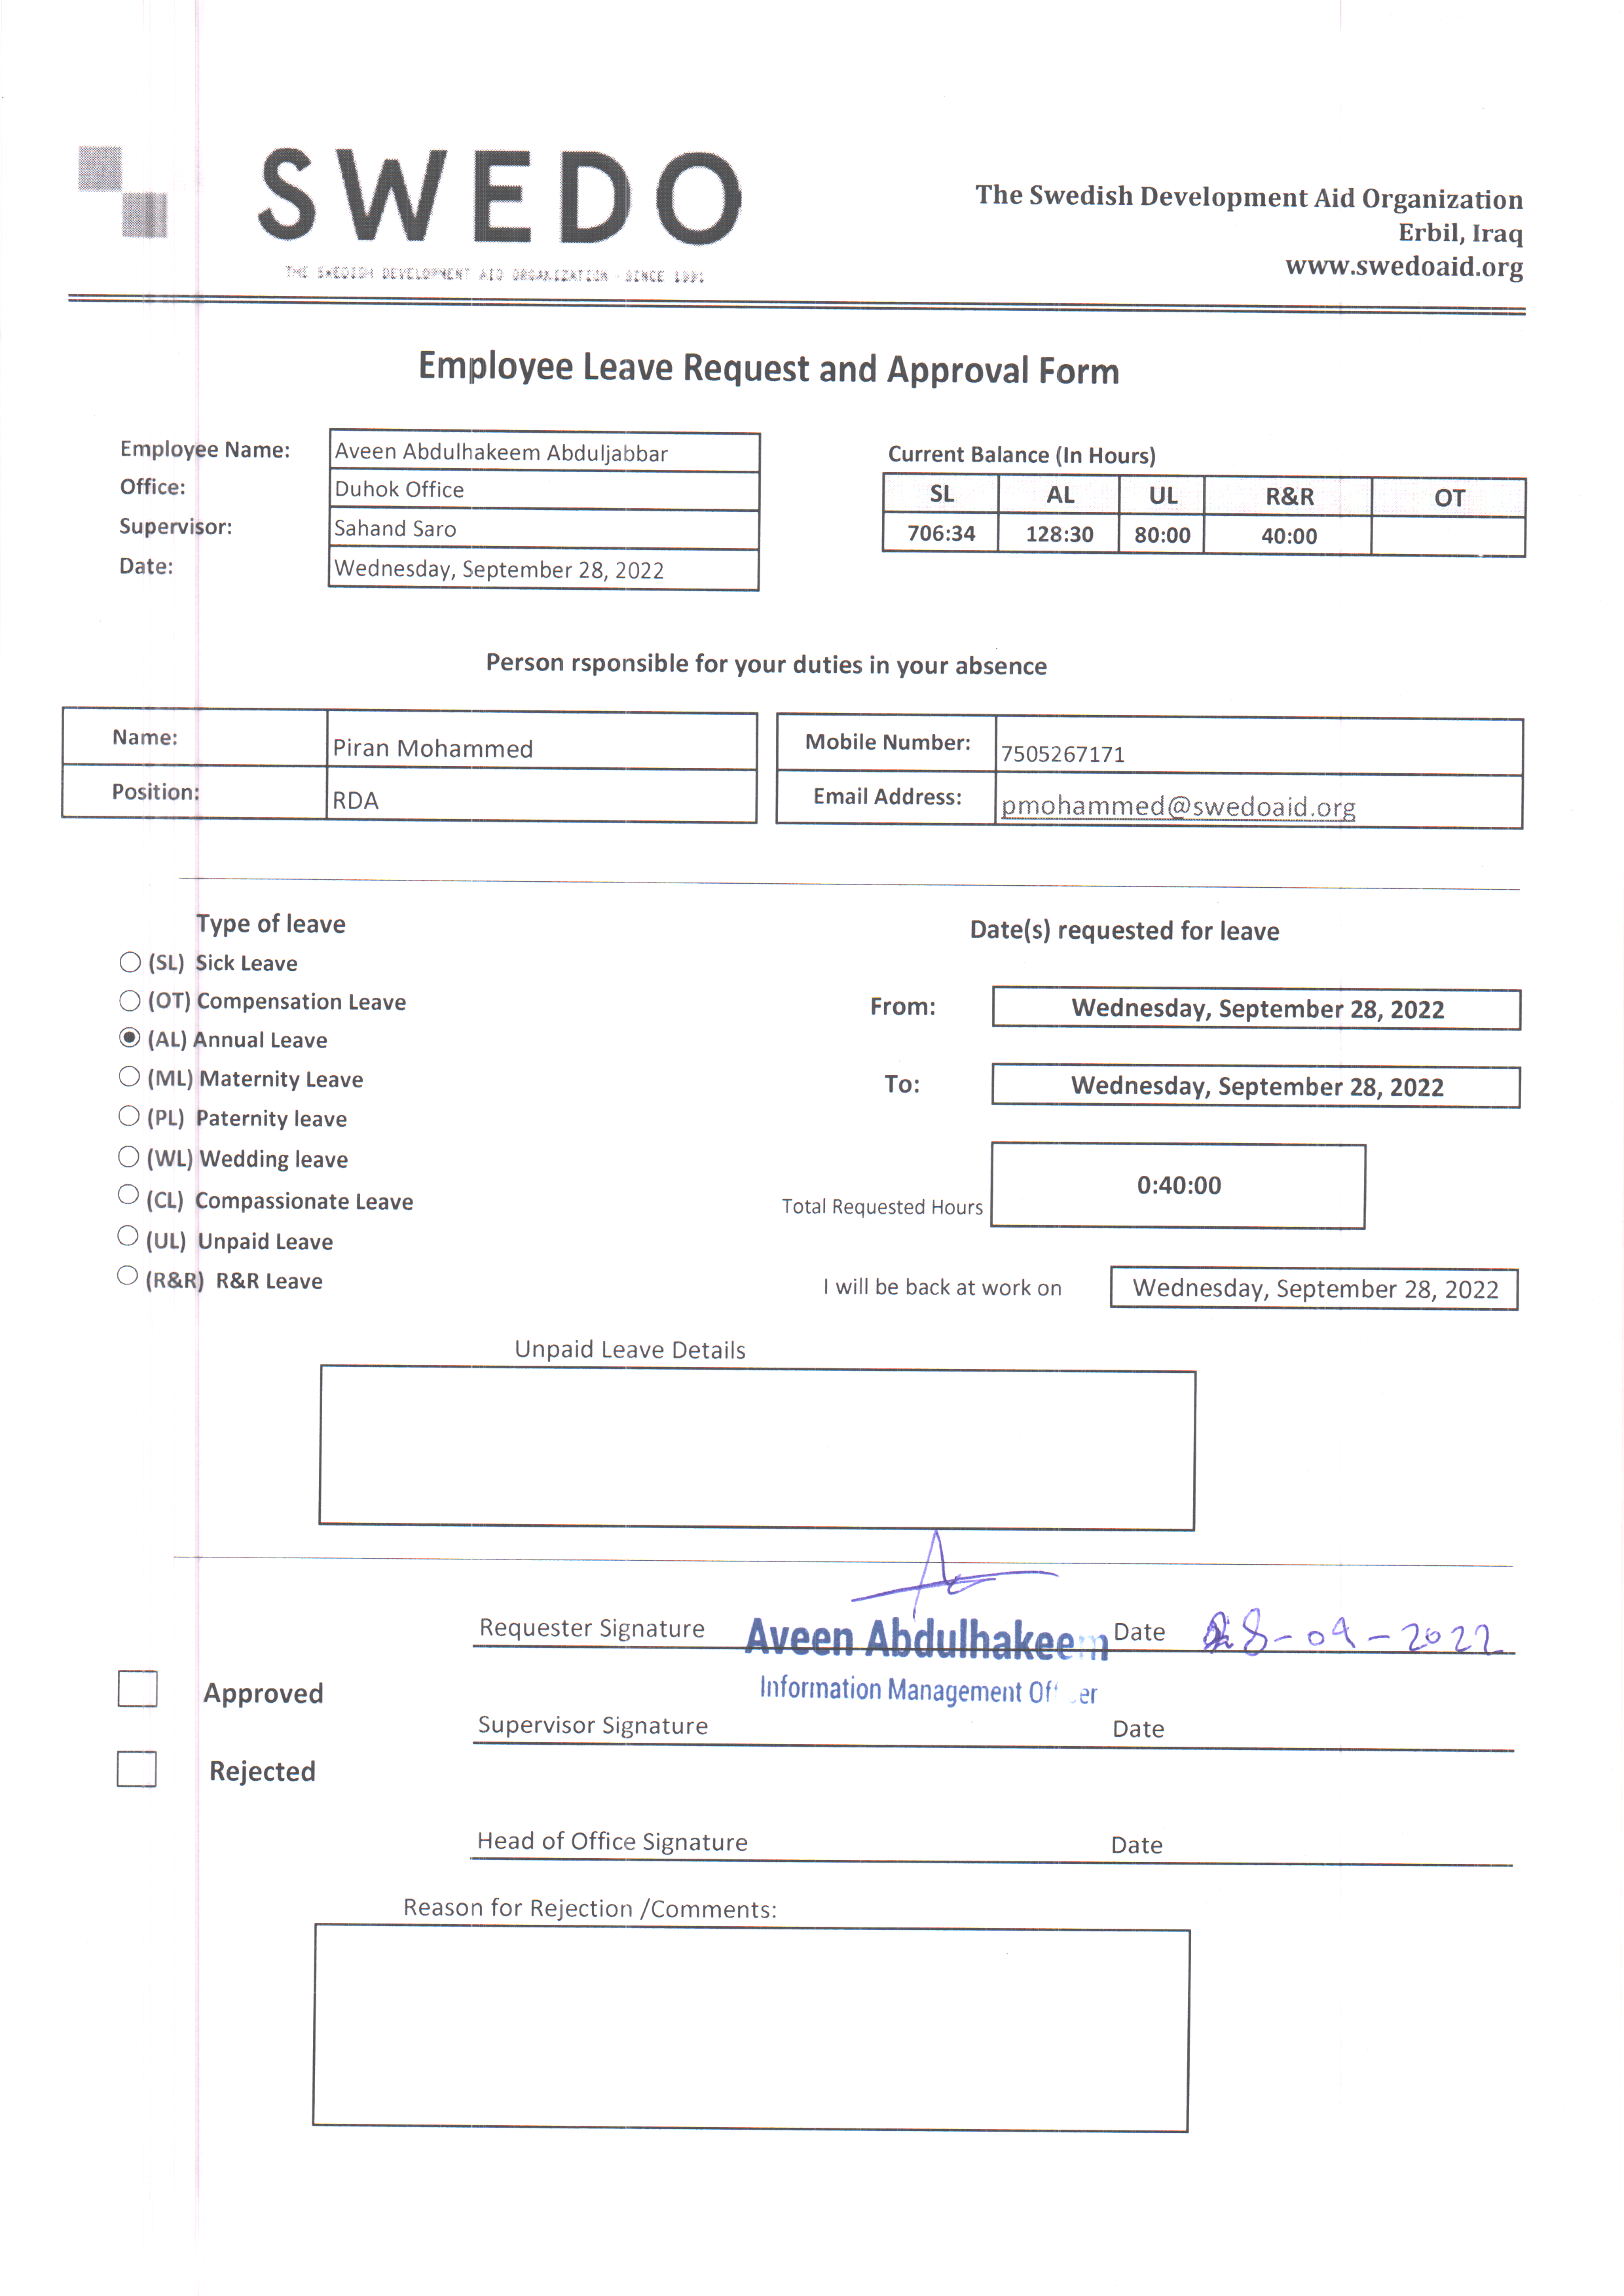 SWEDO
THE SWEDISH DEVELOPMENT AID ORGANIZATION - SINCE 1991
The Swedish Development Aid Organization
Erbil, Iraq
www.swedoaid.org
Employee Leave Request and Approval Form
Employee Name: Aveen Abdulhakeem Abduljabbar
Office: Duhok Office
Supervisor: Sahand Saro
Date: Wednesday, September 28, 2022
Current Balance (In Hours)
SL AL UL R&R OT
706:34 128:30 80:00 40:00
Person rsponsible for your duties in your absence
Name: Piran Mohammed
Position: RDA
Mobile Number: 7505267171
Email Address: pmohammed@swedoaid.org
Type of leave
(SL) Sick Leave
(OT) Compensation Leave
(AL) Annual Leave
(ML) Maternity Leave
(PL) Paternity leave
(WL) Wedding leave
(CL) Compassionate Leave
(UL) Unpaid Leave
(R&R) R&R Leave
Date(s) requested for leave
From: Wednesday, September 28, 2022
To: Wednesday, September 28, 2022
Total Requested Hours 0:40:00
I will be back at work on Wednesday, September 28, 2022
Unpaid Leave Details
Requester Signature Aveen Abdulhakeem Date 28-09-2022
Information Management Officer
Approved
Supervisor Signature Date
Rejected
Head of Office Signature Date
Reason for Rejection /Comments: